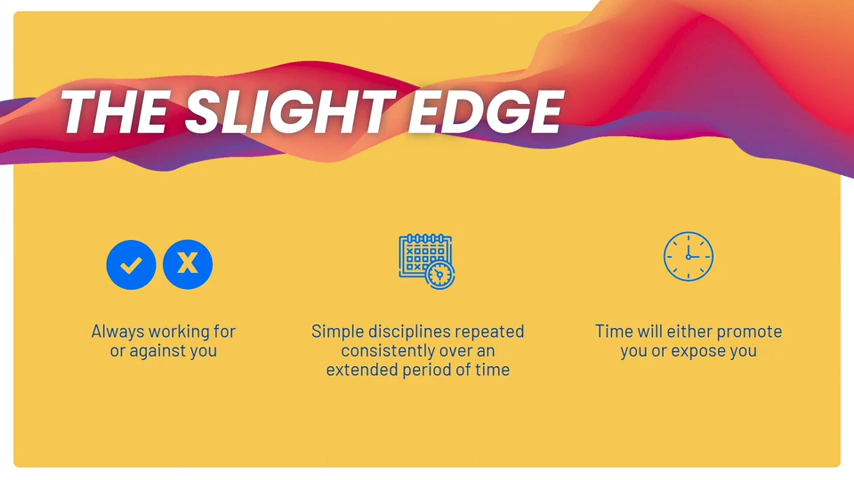 THE SLIGHT EDGE
X
Always working for
or against you
Simple disciplines repeated
consistently over an
extended period of time
Time will either promote
you or expose you